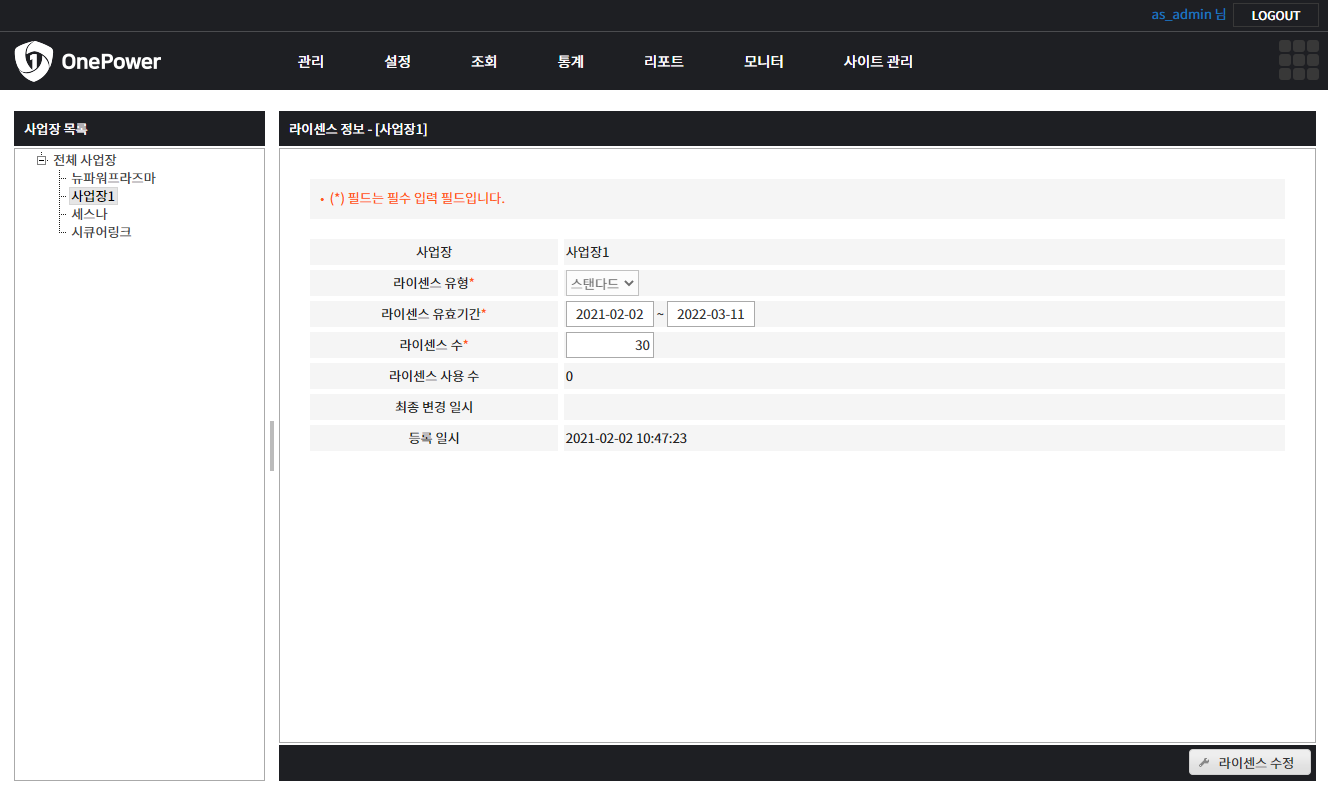 as_admin 님 LOGOUT
1 OnePower 관리 설정 조회 통계 리포트 모니터 사이트 관리
사업장 목록
전체 사업장
뉴파워프라즈마
사업장1
세스나
시큐어링크
라이센스 정보 - [사업장1]
• (*) 필드는 필수 입력 필드입니다.
사업장 사업장1
라이센스 유형* 스탠다드
라이센스 유효기간* 2021-02-02 ~ 2022-03-11
라이센스 수* 30
라이센스 사용 수 0
최종 변경 일시
등록 일시 2021-02-02 10:47:23
라이센스 수정